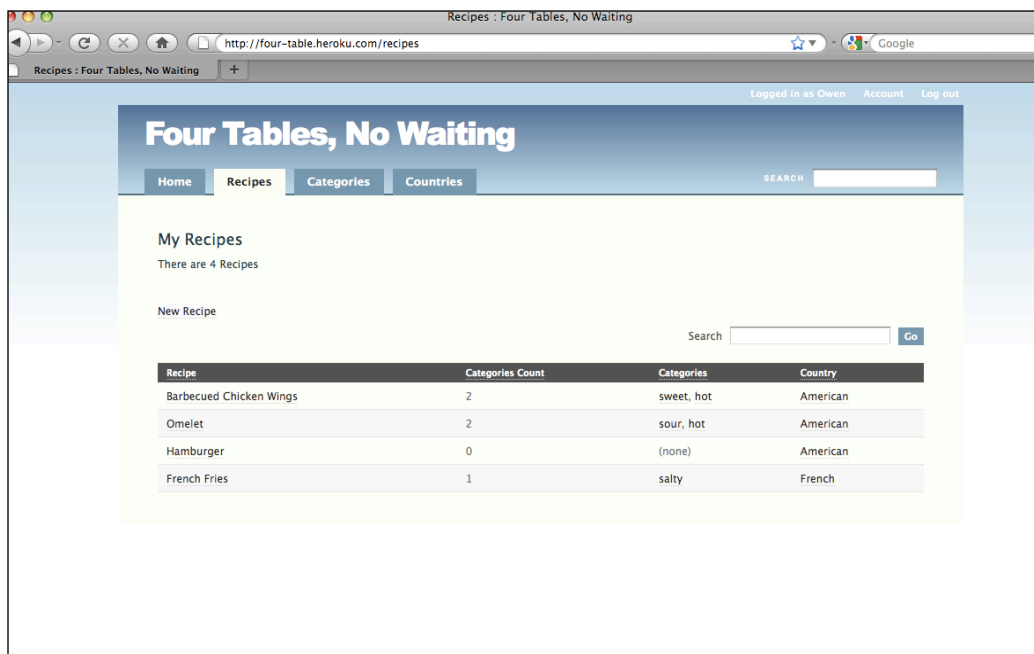 Recipes : Four Tables, No Waiting
http://four-table.heroku.com/recipes
Google
Recipes : Four Tables, No Waiting +
Logged in as Owen Account Log out
Four Tables, No Waiting
Home Recipes Categories Countries SEARCH
My Recipes
There are 4 Recipes
New Recipe
Search Go
Recipe Categories Count Categories Country
Barbecued Chicken Wings 2 sweet, hot American
Omelet 2 sour, hot American
Hamburger 0 (none) American
French Fries 1 salty French